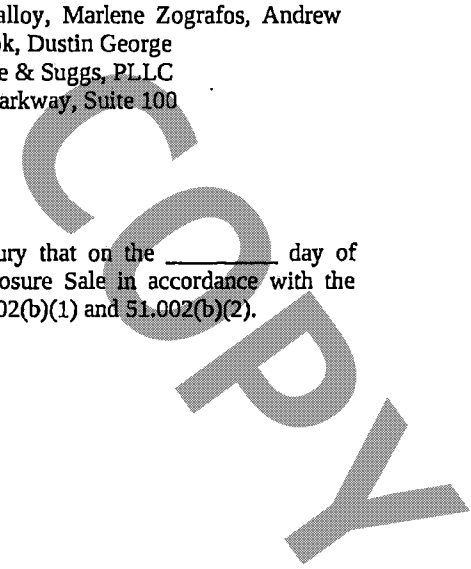 alloy, Marlene Zografos, Andrew
k, Dustin George
e & Suggs, PLLC
arkway, Suite 100
ury that on the ________ day of
osure Sale in accordance with the
02(b)(1) and 51.002(b)(2).
COPY